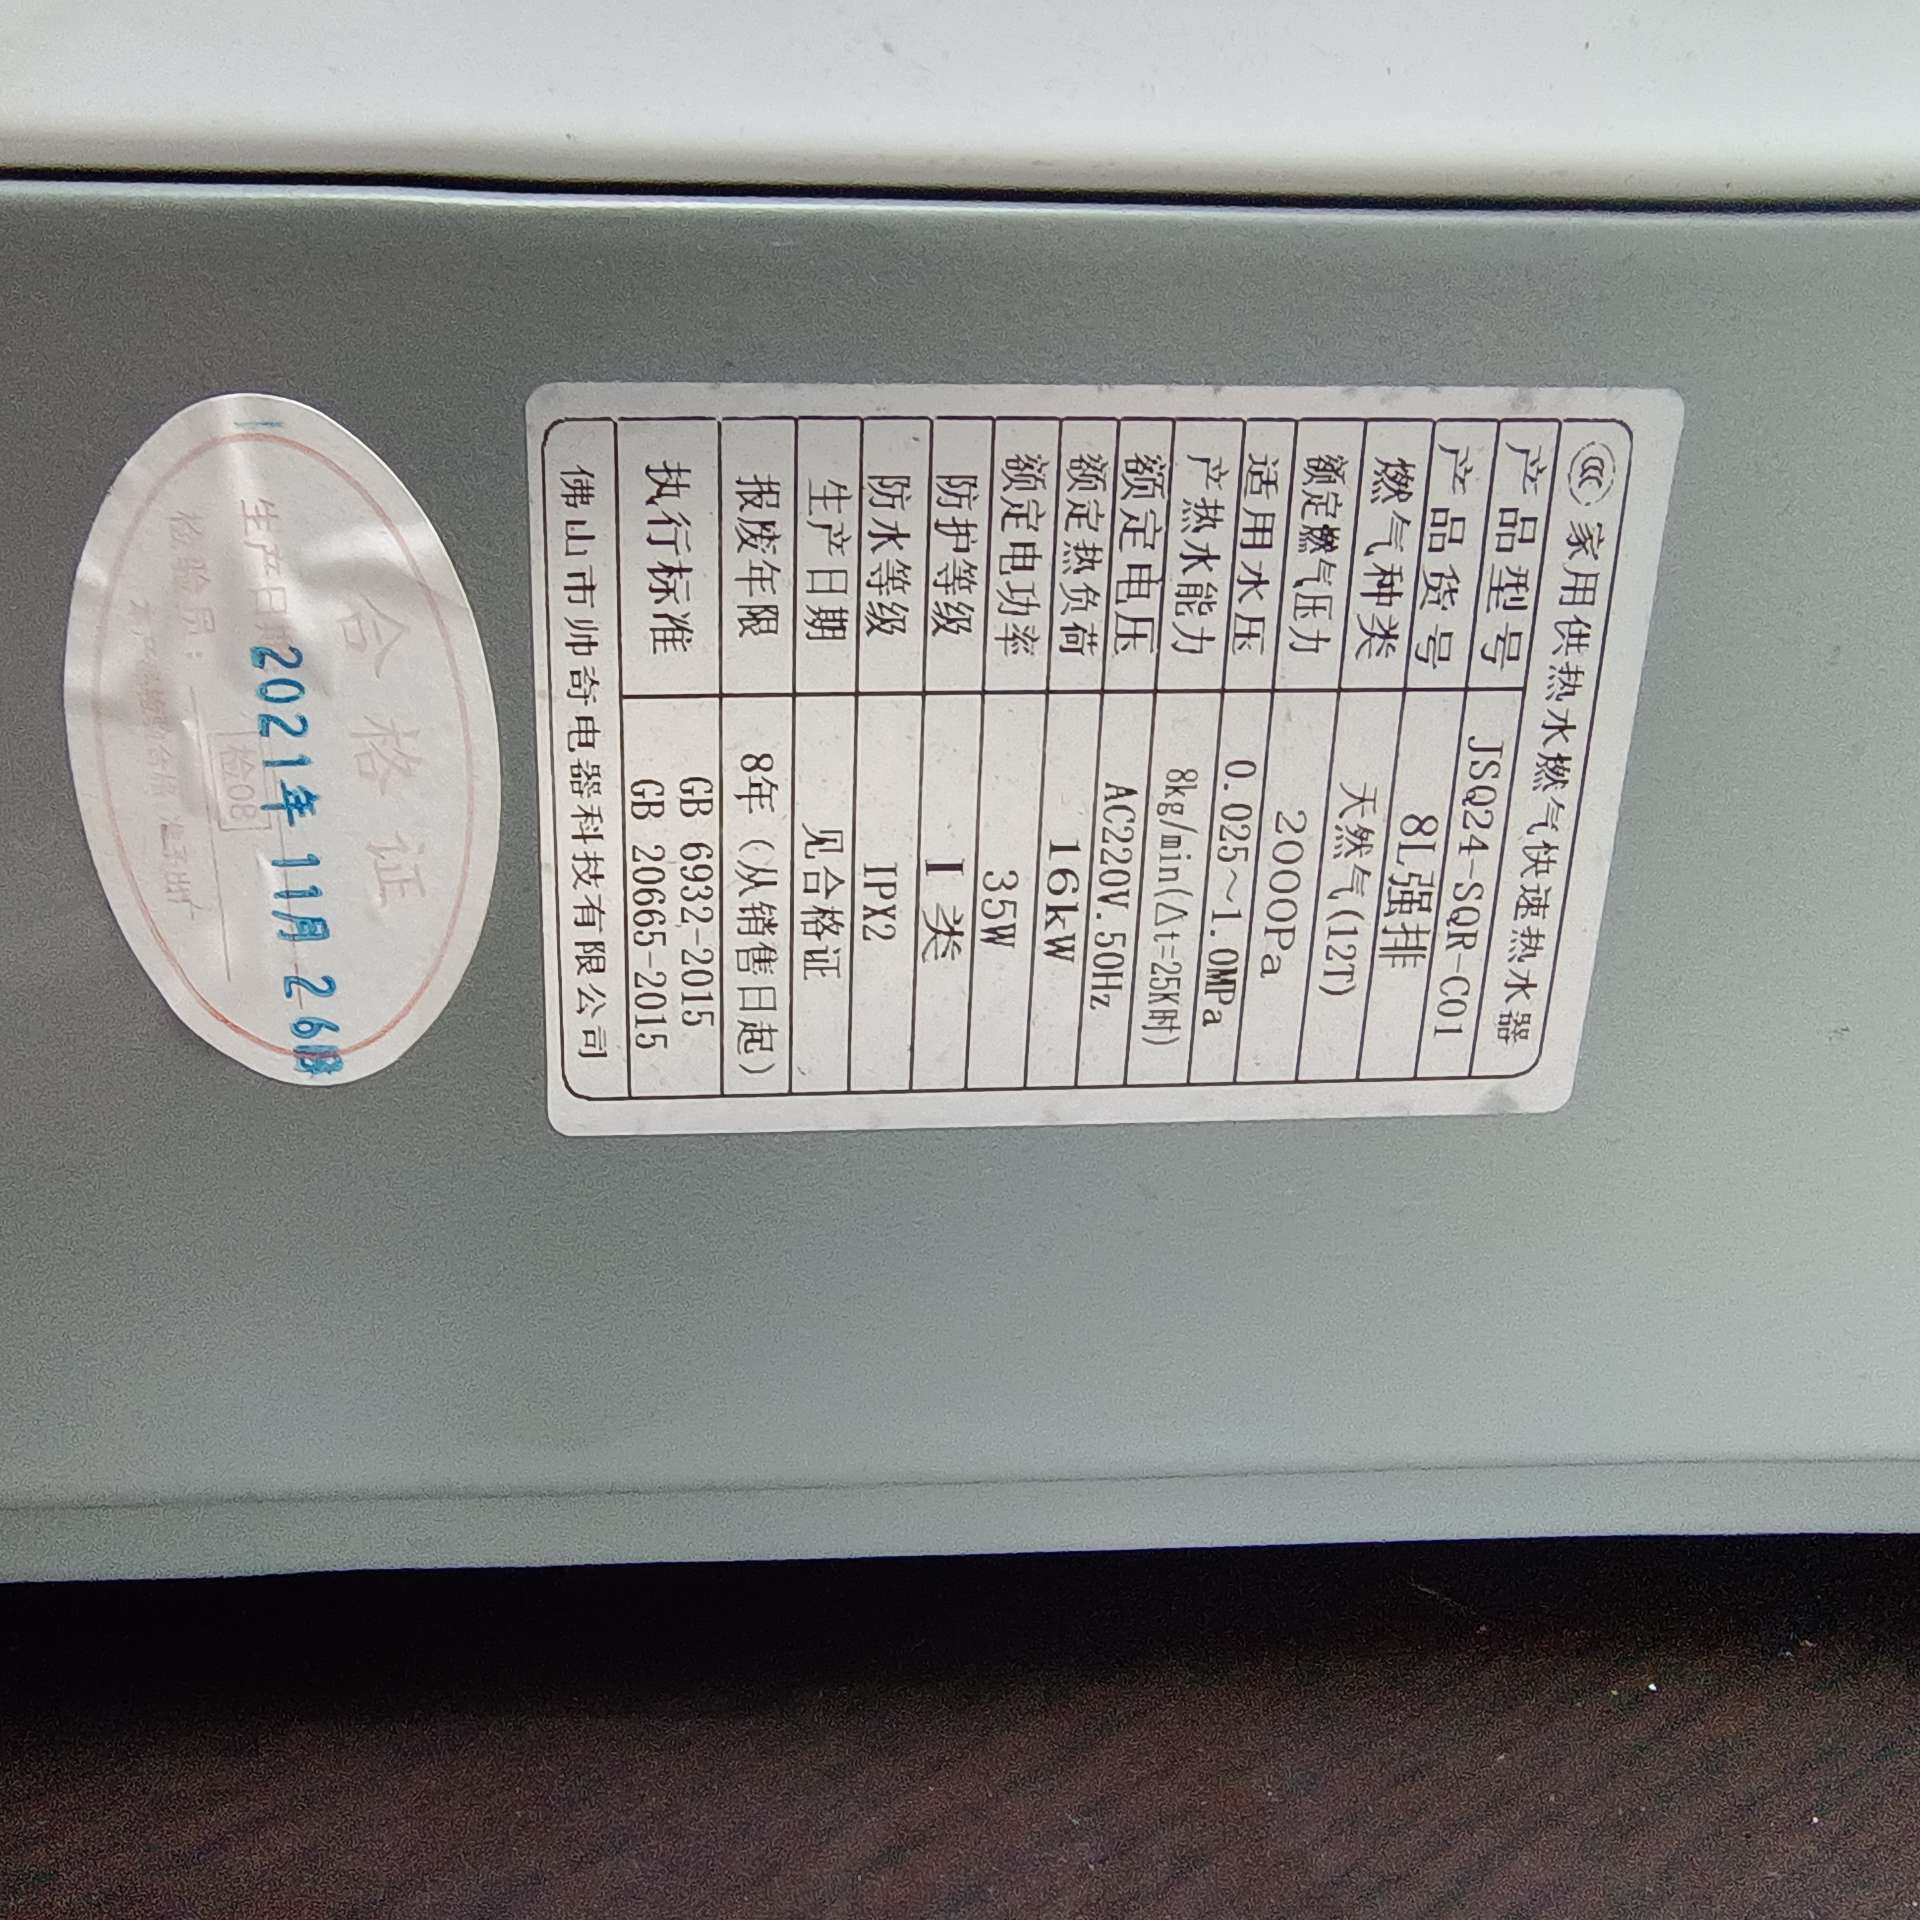 CCC 家用供热水燃气快速热水器
产品型号 JSQ24-SQR-C01
产品货号 8L强排
燃气种类 天然气(12T)
额定燃气压力 2000Pa
适用水压 0.025～1.0MPa
产热水能力 8kg/min(Δt=25K时)
额定电压 AC220V.50Hz
额定热负荷 16kW
额定电功率 35W
防护等级 I 类
防水等级 IPX2
生产日期 见合格证
报废年限 8年（从销售日起）
执行标准 GB 6932-2015
GB 20665-2015
佛山市帅奇电器科技有限公司
合格证
生产日期 2021年11月26日
检验员： 检08